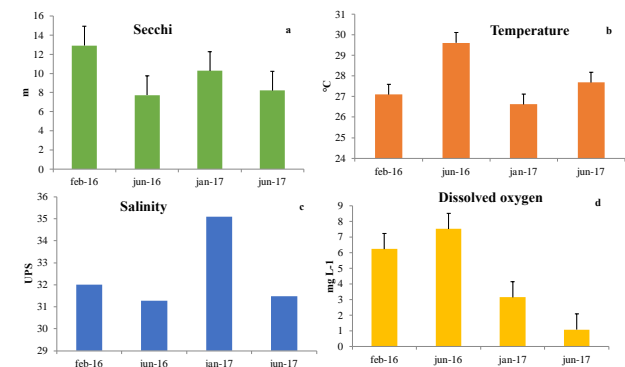 Secchi
a
m
16
14
12
10
8
6
4
2
0
feb-16 jun-16 jan-17 jun-17
Temperature
b
°C
31
30
29
28
27
26
25
24
feb-16 jun-16 jan-17 jun-17
Salinity
c
UPS
36
35
34
33
32
31
30
29
feb-16 jun-16 jan-17 jun-17
Dissolved oxygen
d
mg L-1
9
8
7
6
5
4
3
2
1
0
feb-16 jun-16 jan-17 jun-17